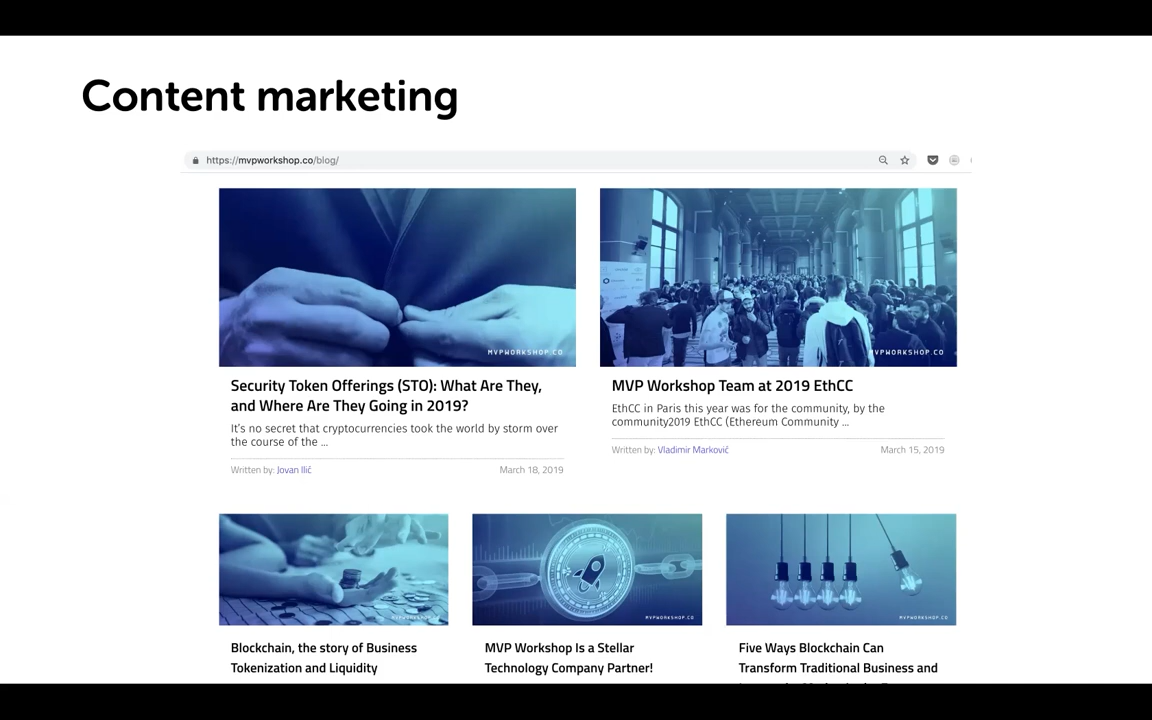 Content marketing
https://mvpworkshop.co/blog/
MVPWORKSHOP.CO
MVPWORKSHOP.CO
Security Token Offerings (STO): What Are They,
and Where Are They Going in 2019?
It's no secret that cryptocurrencies took the world by storm over
the course of the ...
Written by: Jovan Ilić
March 18, 2019
MVP Workshop Team at 2019 EthCC
EthCC in Paris this year was for the community, by the
community2019 EthCC (Ethereum Community ...
Written by: Vladimir Marković
March 15, 2019
MVPWORKSHOP.CO
MVPWORKSHOP.CO
MVPWORKSHOP.CO
Blockchain, the story of Business
Tokenization and Liquidity
MVP Workshop Is a Stellar
Technology Company Partner!
Five Ways Blockchain Can
Transform Traditional Business and